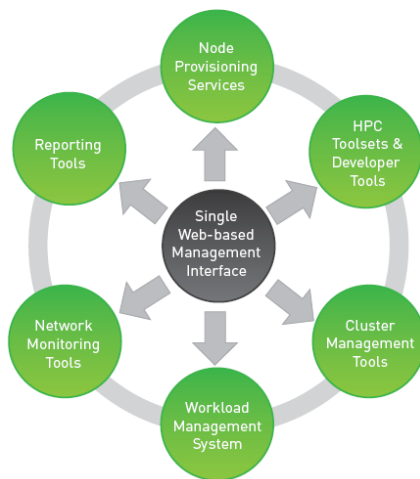 Node
Provisioning
Services
HPC
Toolsets &
Developer
Tools
Reporting
Tools
Single
Web-based
Management
Interface
Network
Monitoring
Tools
Cluster
Management
Tools
Workload
Management
System